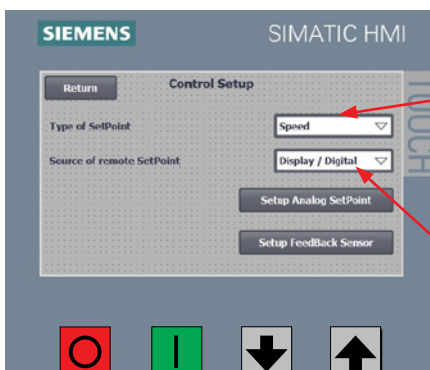 SIEMENS
SIMATIC HMI
Return
Control Setup
Type of SetPoint
Speed
Source of remote SetPoint
Display / Digital
Setup Analog SetPoint
Setup FeedBack Sensor
TOUCH